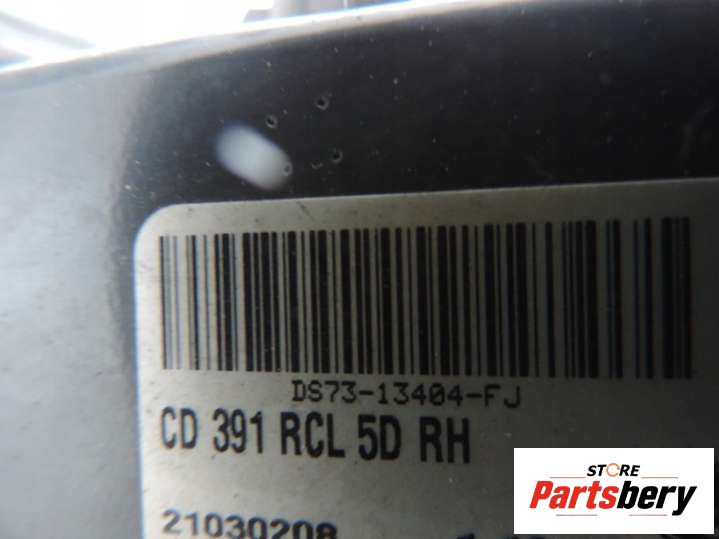 DS73-13404-FJ
CD 391 RCL 5D RH
21030208
STORE
Partsbery